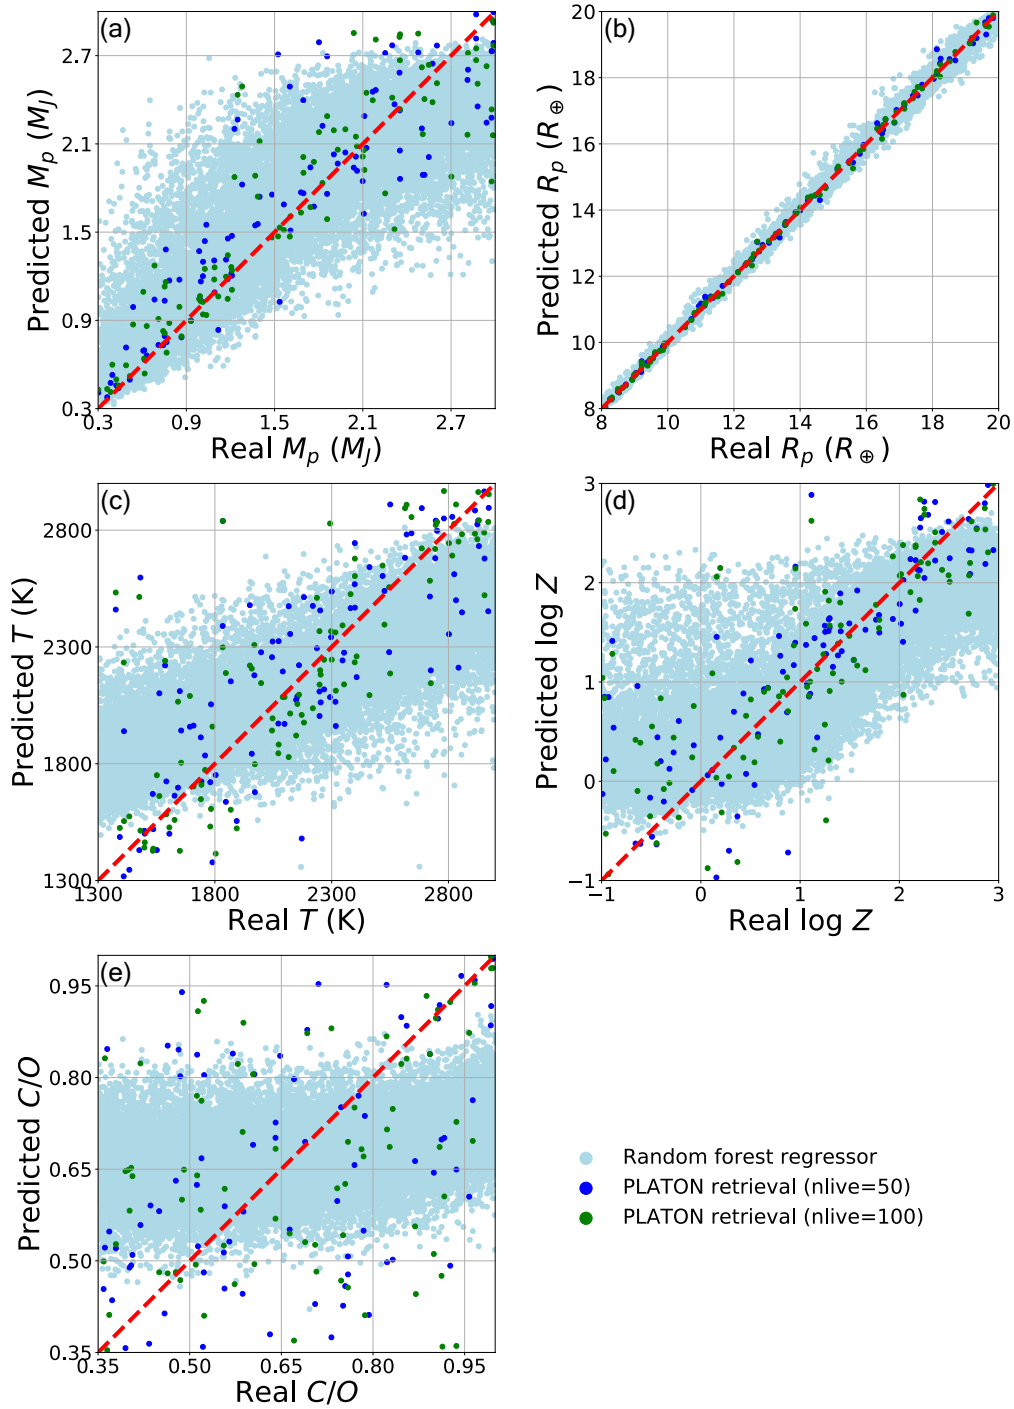 (a)
2.7
2.1
1.5
0.9
0.3
0.3 0.9 1.5 2.1 2.7
Predicted M_p (M_J)
Real M_p (M_J)
(b)
20
18
16
14
12
10
8
8 10 12 14 16 18 20
Predicted R_p (R_⊕)
Real R_p (R_⊕)
(c)
2800
2300
1800
1300
1300 1800 2300 2800
Predicted T (K)
Real T (K)
(d)
3
2
1
0
−1
−1 0 1 2 3
Predicted log Z
Real log Z
(e)
0.95
0.80
0.65
0.50
0.35
0.35 0.50 0.65 0.80 0.95
Predicted C/O
Real C/O
Random forest regressor
PLATON retrieval (nlive=50)
PLATON retrieval (nlive=100)